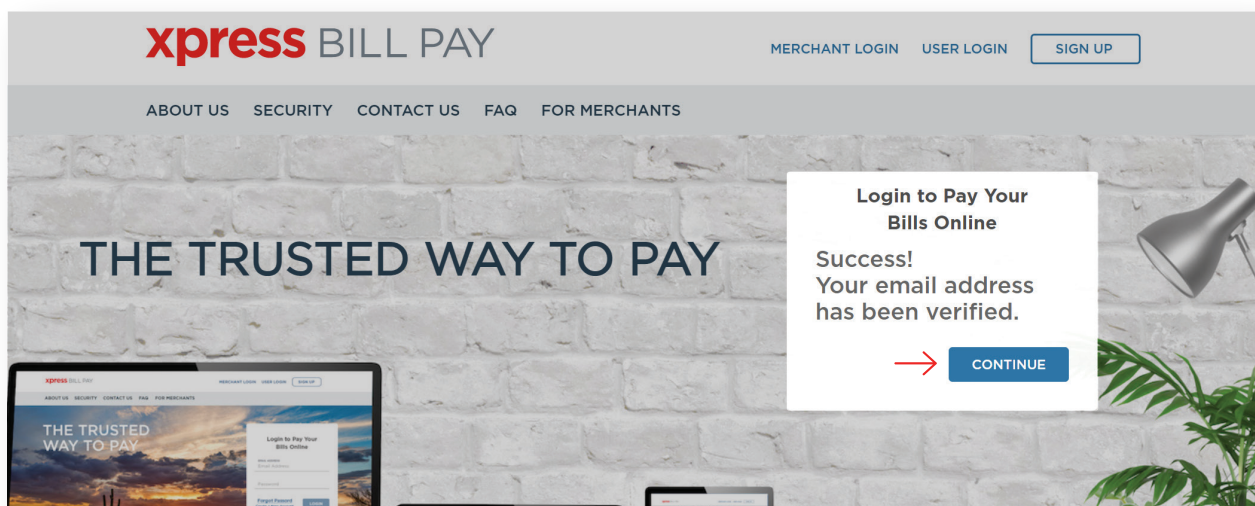 xpress BILL PAY
MERCHANT LOGIN USER LOGIN SIGN UP
ABOUT US SECURITY CONTACT US FAQ FOR MERCHANTS
THE TRUSTED WAY TO PAY
Login to Pay Your
Bills Online
Success!
Your email address
has been verified.
CONTINUE
xpress BILL PAY
MERCHANT LOGIN USER LOGIN SIGN UP
ABOUT US SECURITY CONTACT US FAQ FOR MERCHANTS
THE TRUSTED
WAY TO PAY
Login to Pay Your
Bills Online
Email Address
Password